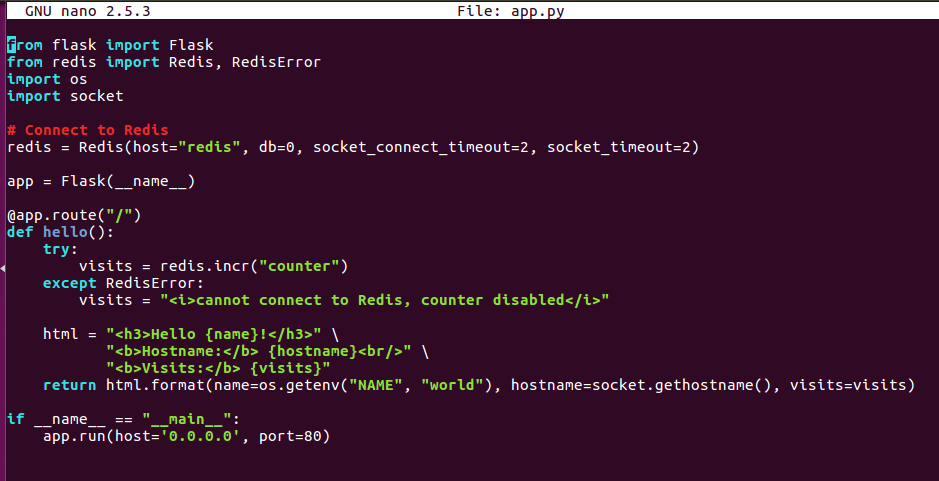 GNU nano 2.5.3 File: app.py
from flask import Flask
from redis import Redis, RedisError
import os
import socket
# Connect to Redis
redis = Redis(host="redis", db=0, socket_connect_timeout=2, socket_timeout=2)
app = Flask(__name__)
@app.route("/")
def hello():
    try:
        visits = redis.incr("counter")
    except RedisError:
        visits = "<i>cannot connect to Redis, counter disabled</i>"
    html = "<h3>Hello {name}!</h3>" \
           "<b>Hostname:</b> {hostname}<br/>" \
           "<b>Visits:</b> {visits}"
    return html.format(name=os.getenv("NAME", "world"), hostname=socket.gethostname(), visits=visits)
if __name__ == "__main__":
    app.run(host='0.0.0.0', port=80)